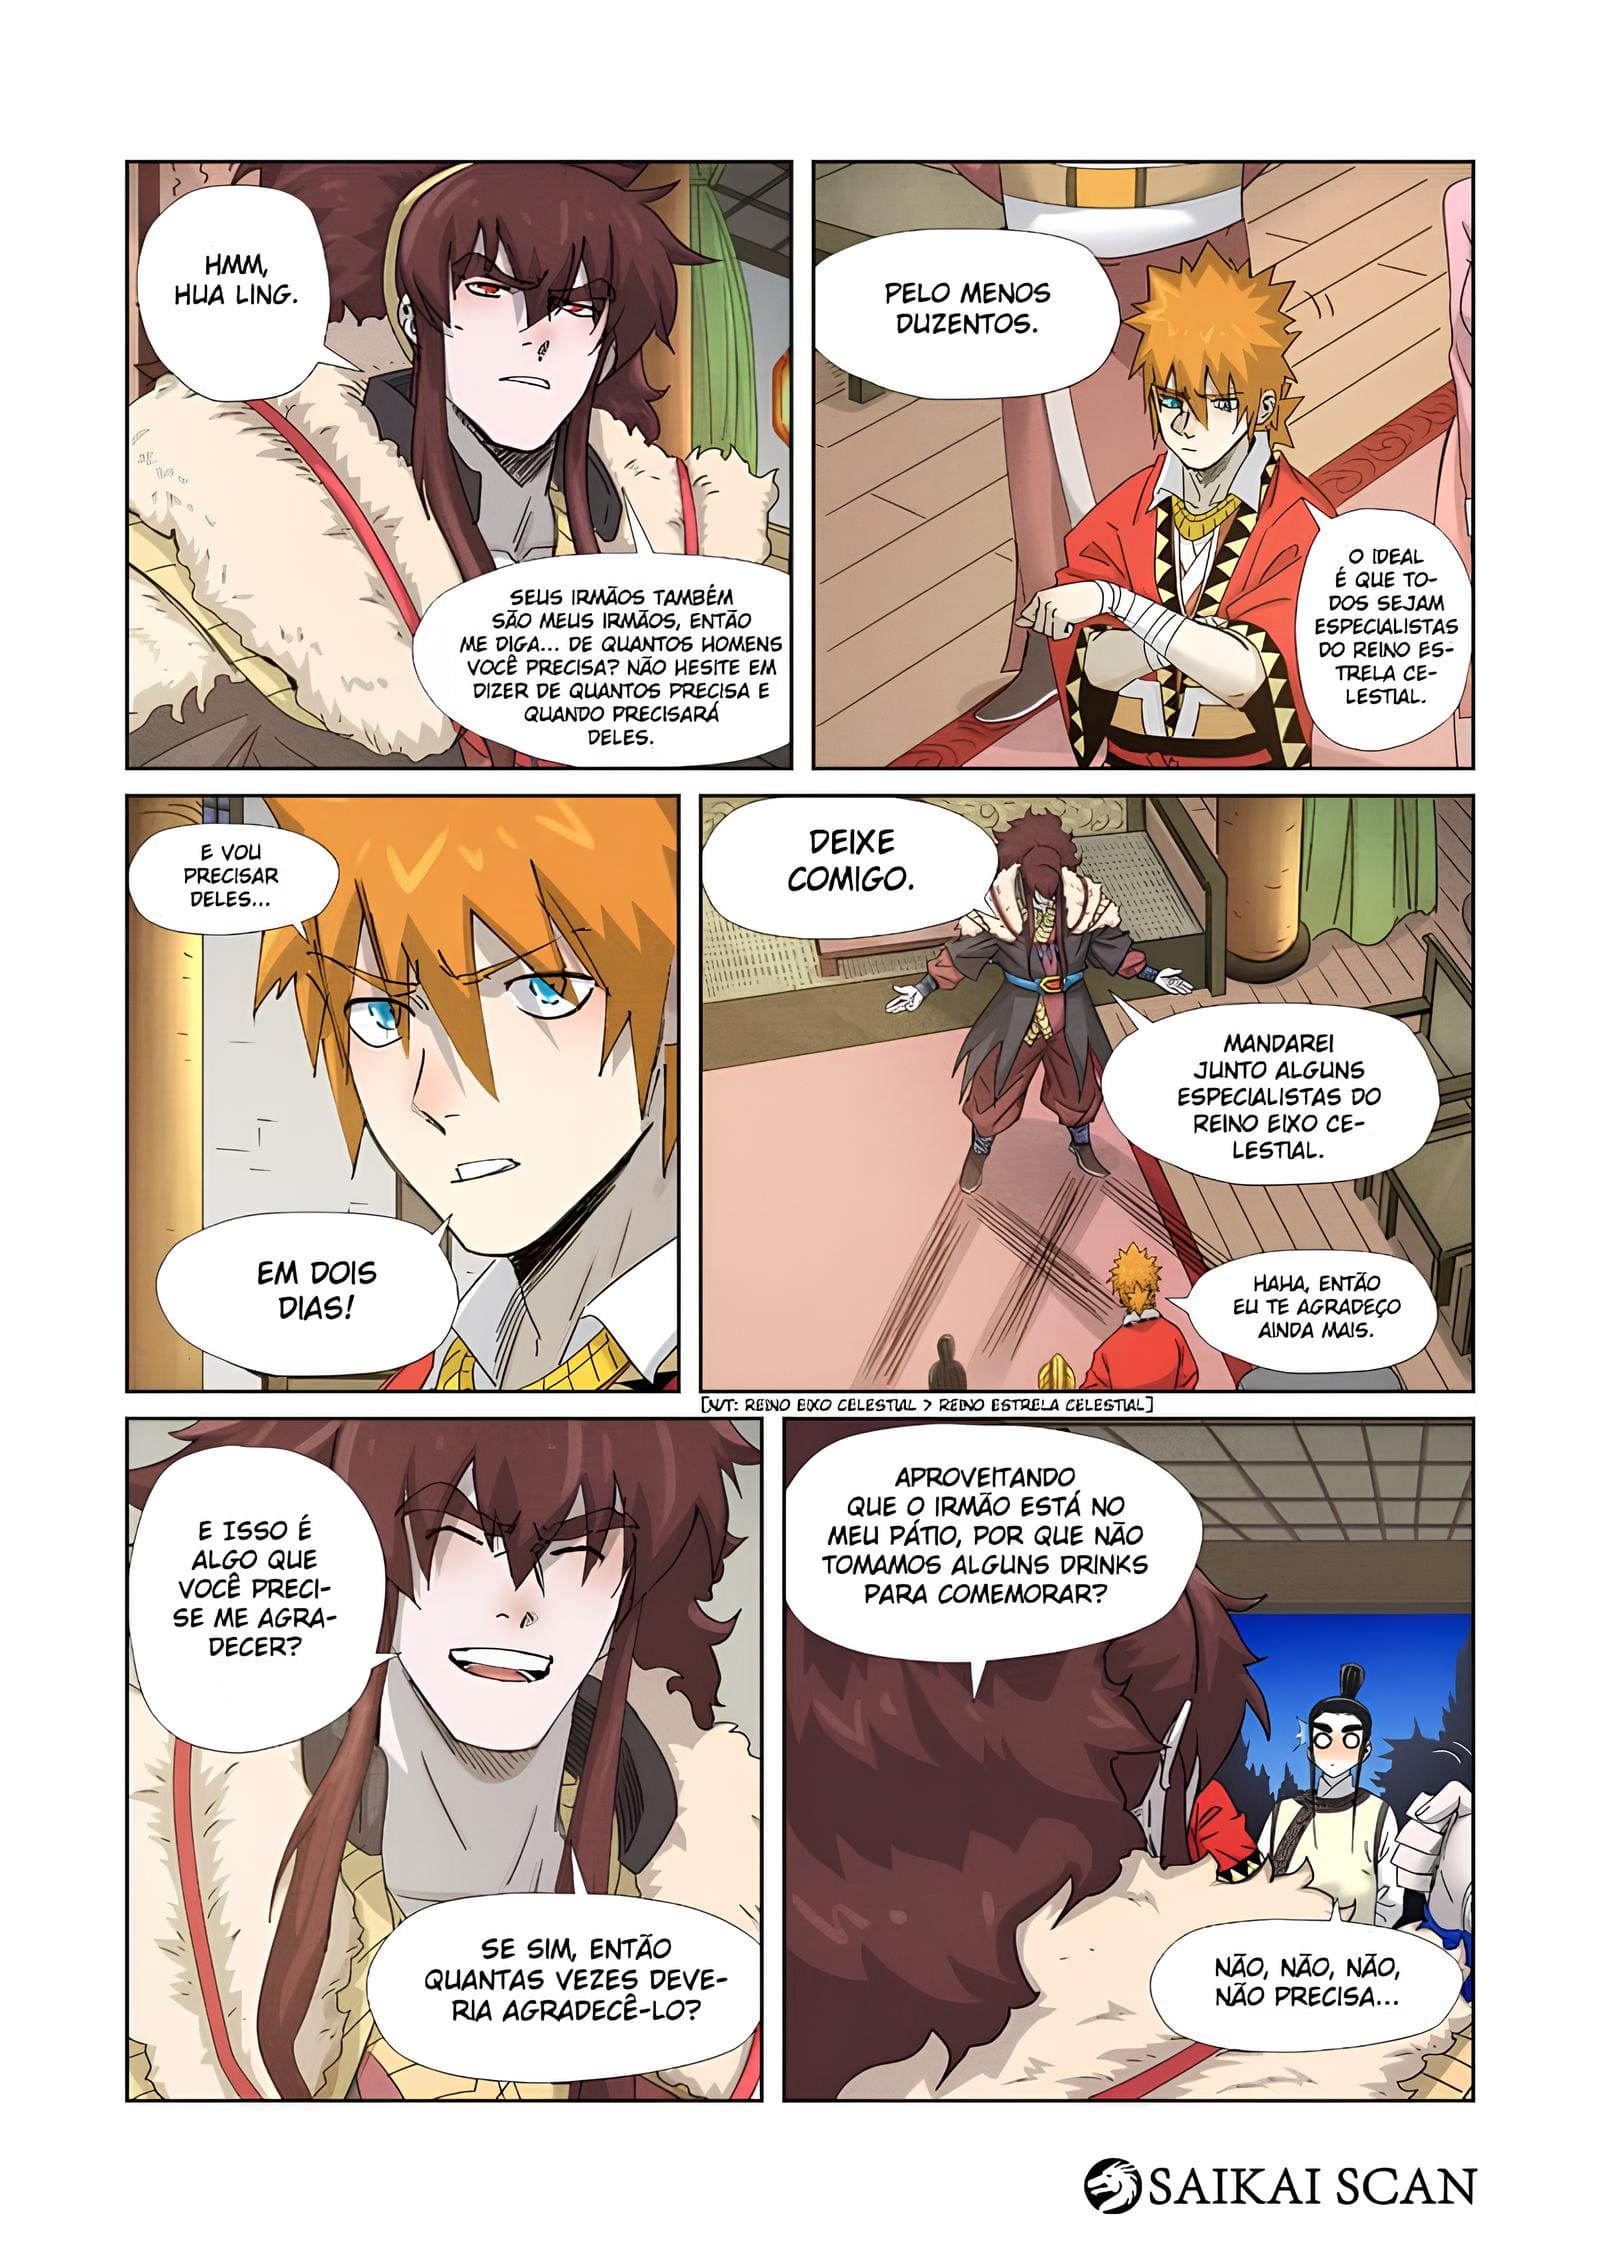 HMM,
HUA LING.
SEUS IRMÃOS TAMBÉM
SÃO MEUS IRMÃOS, ENTÃO
ME DIGA... DE QUANTOS HOMENS
VOCÊ PRECISA? NÃO HESITE EM
DIZER DE QUANTOS PRECISA E
QUANDO PRECISARÁ
DELES.
PELO MENOS
DUZENTOS.
O IDEAL
É QUE TO-
DOS SEJAM
ESPECIALISTAS
DO REINO ES-
TRELA CE-
LESTIAL.
E VOU
PRECISAR
DELES...
EM DOIS
DIAS!
DEIXE
COMIGO.
MANDAREI
JUNTO ALGUNS
ESPECIALISTAS DO
REINO EIXO CE-
LESTIAL.
HAHA, ENTÃO
EU TE AGRADEÇO
AINDA MAIS.
[N/T: REINO EIXO CELESTIAL > REINO ESTRELA CELESTIAL]
E ISSO É
ALGO QUE
VOCÊ PRECI-
SE ME AGRA-
DECER?
SE SIM, ENTÃO
QUANTAS VEZES DEVE-
RIA AGRADECÊ-LO?
APROVEITANDO
QUE O IRMÃO ESTÁ NO
MEU PÁTIO, POR QUE NÃO
TOMAMOS ALGUNS DRINKS
PARA COMEMORAR?
NÃO, NÃO, NÃO,
NÃO PRECISA...
SAIKAI SCAN